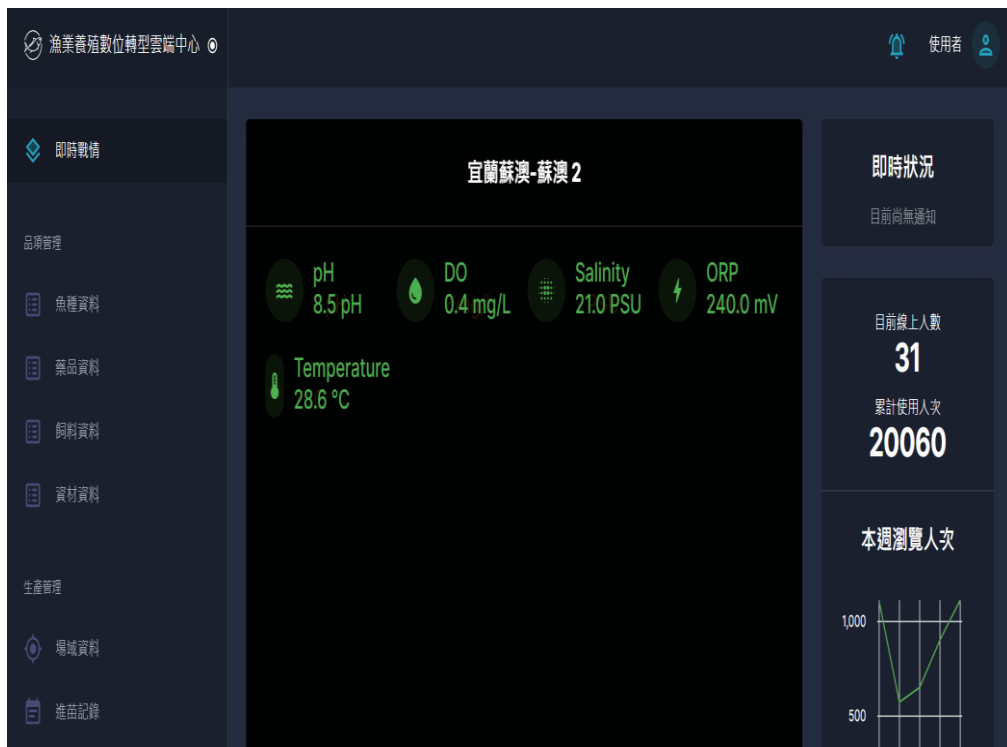 漁業養殖數位轉型雲端中心
使用者
即時戰情
品項管理
魚種資料
藥品資料
飼料資料
資材資料
生產管理
場域資料
進苗記錄
宜蘭蘇澳-蘇澳 2
pH
8.5 pH
DO
0.4 mg/L
Salinity
21.0 PSU
ORP
240.0 mV
Temperature
28.6 °C
即時狀況
目前尚無通知
目前線上人數
31
累計使用人次
20060
本週瀏覽人次
1,000
500